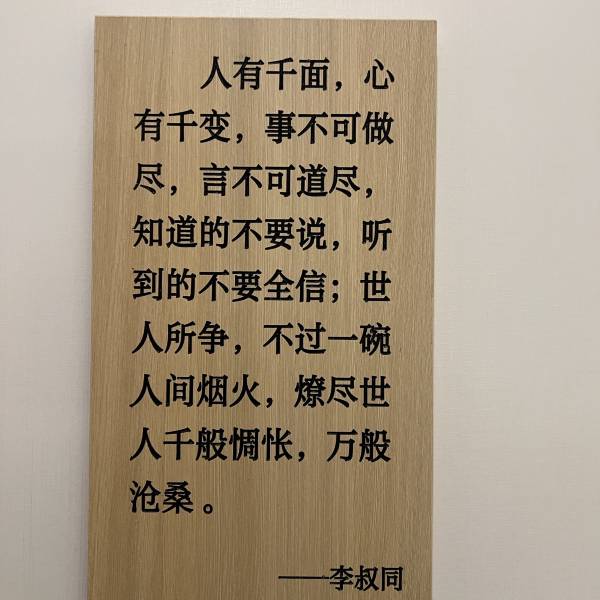 人有千面，心
有千变，事不可做
尽，言不可道尽，
知道的不要说，听
到的不要全信；世
人所争，不过一碗
人间烟火，燎尽世
人千般惆怅，万般
沧桑。
——李叔同